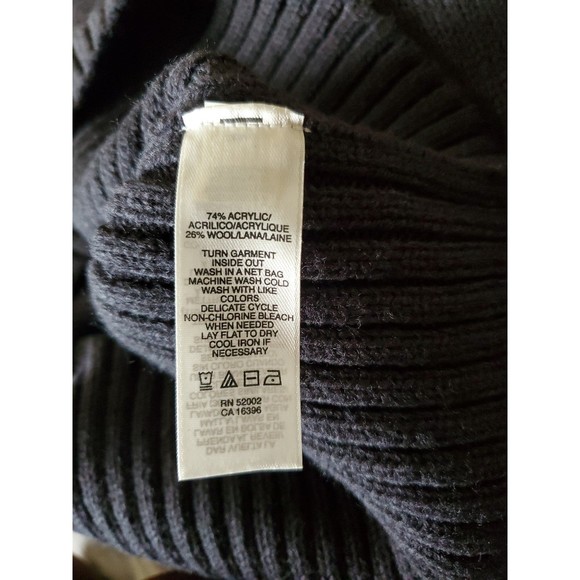 74% ACRYLIC/
ACRILICO/ACRYLIQUE
26% WOOL/LANA/LAINE
TURN GARMENT
INSIDE OUT
WASH IN A NET BAG
MACHINE WASH COLD
WASH WITH LIKE
COLORS
DELICATE CYCLE
NON-CHLORINE BLEACH
WHEN NEEDED
LAY FLAT TO DRY
COOL IRON IF
NECESSARY
RN 52002
CA 16396